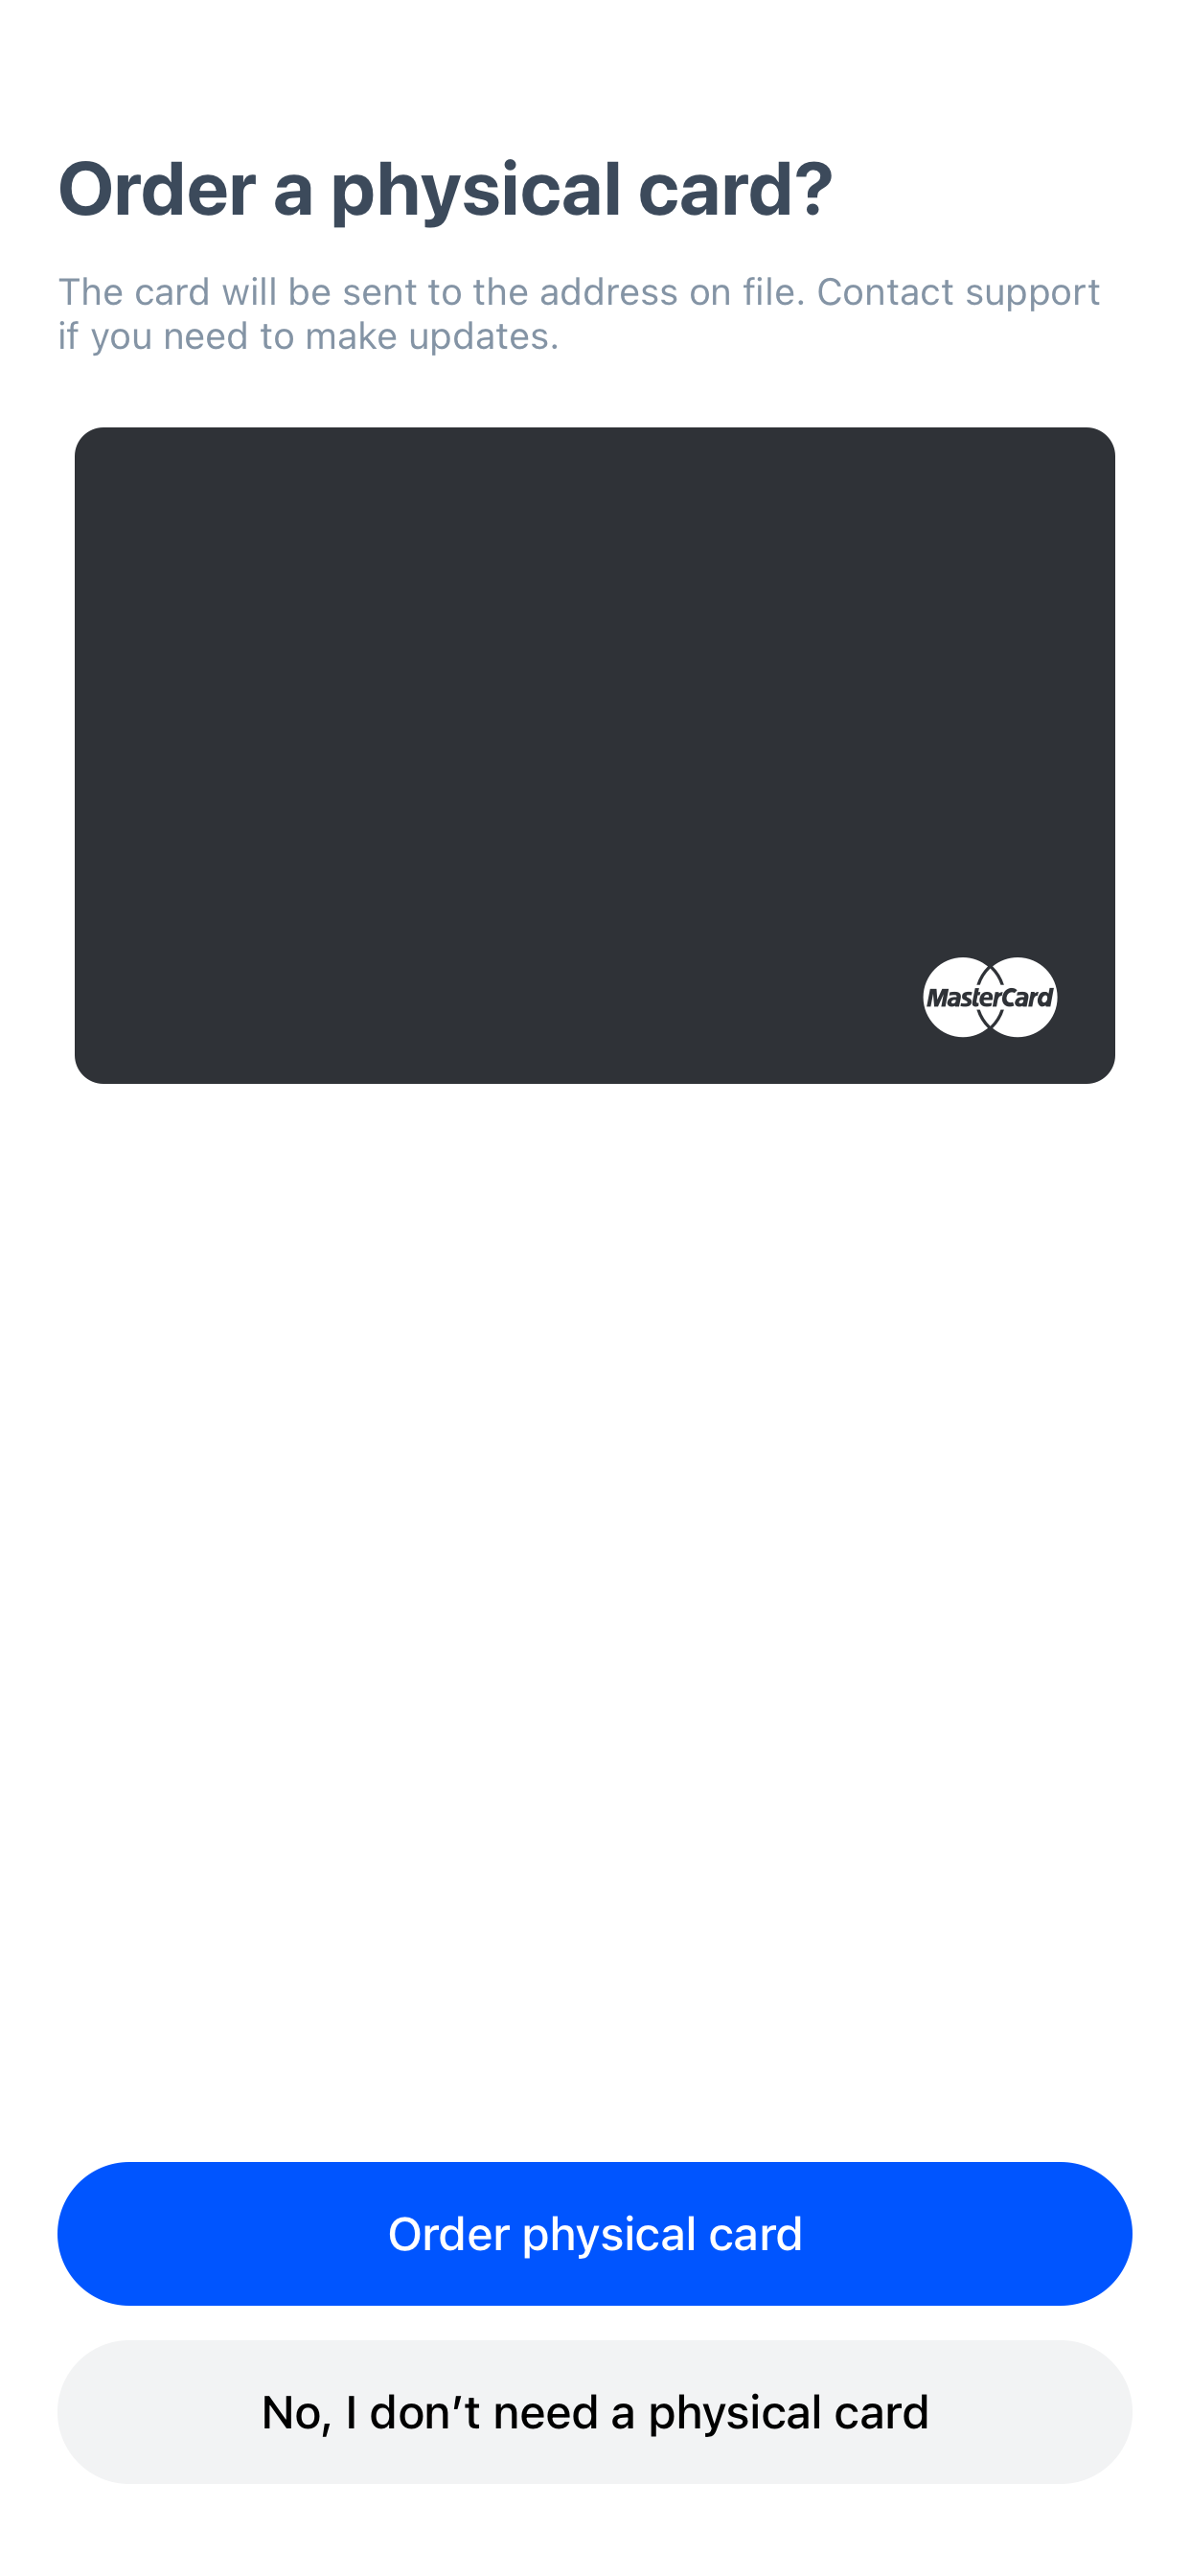 Order a physical card?
The card will be sent to the address on file. Contact support
if you need to make updates.
MasterCard
Order physical card
No, I don’t need a physical card